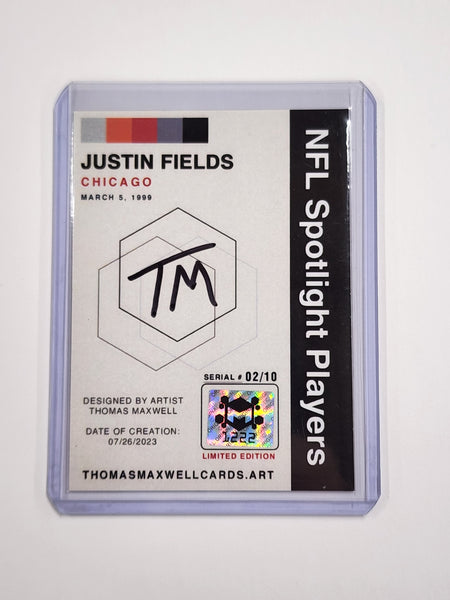 JUSTIN FIELDS
CHICAGO
MARCH 5, 1999
NFL Spotlight Players
TM
SERIAL # 02/10
DESIGNED BY ARTIST
THOMAS MAXWELL
DATE OF CREATION:
07/26/2023
1222
LIMITED EDITION
THOMASMAXWELLCARDS.ART